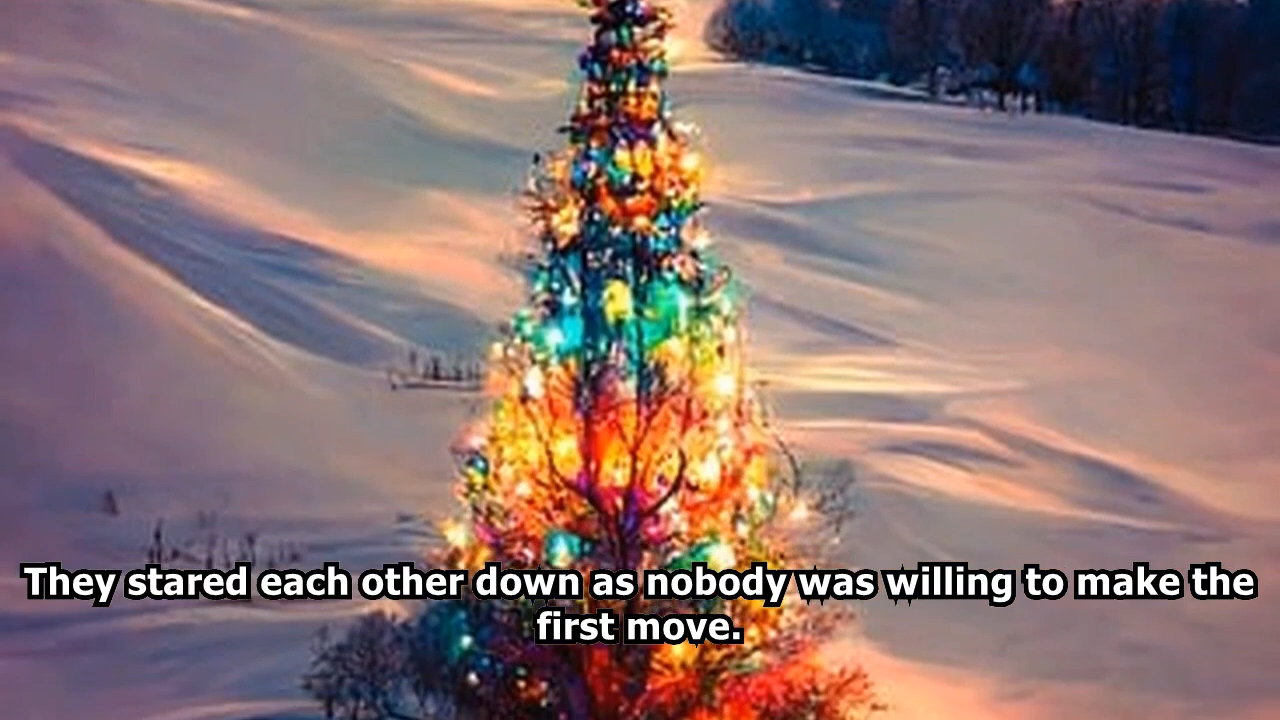 They stared each other down as nobody was willing to make the
first move.